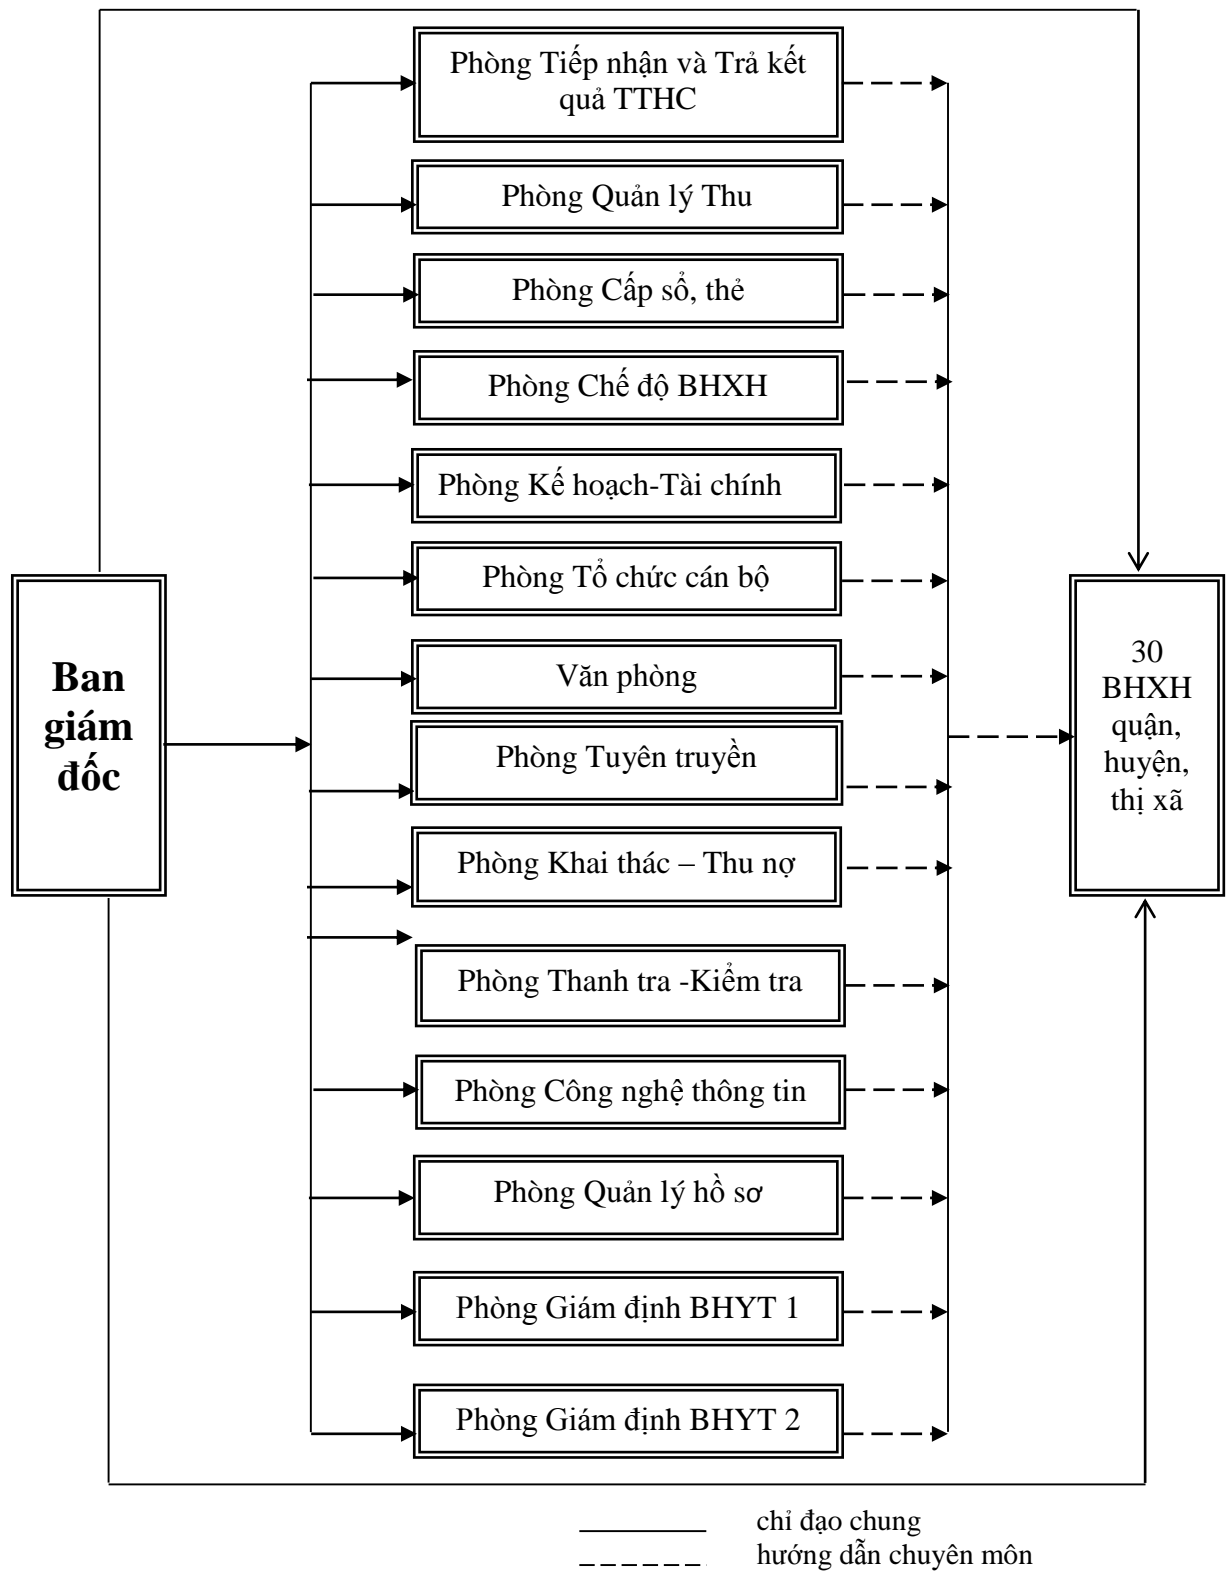 Phòng Tiếp nhận và Trả kết
quả TTHC
Phòng Quản lý Thu
Phòng Cấp sổ, thẻ
Phòng Chế độ BHXH
Phòng Kế hoạch-Tài chính
Phòng Tổ chức cán bộ
Văn phòng
Phòng Tuyên truyền
Phòng Khai thác – Thu nợ
Phòng Thanh tra -Kiểm tra
Phòng Công nghệ thông tin
Phòng Quản lý hồ sơ
Phòng Giám định BHYT 1
Phòng Giám định BHYT 2
Ban
giám
đốc
30
BHXH
quận,
huyện,
thị xã
chỉ đạo chung
hướng dẫn chuyên môn